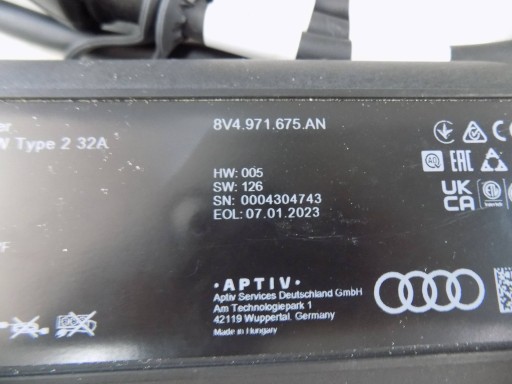 8V4.971.675.AN
Type 2 32A
HW: 005
SW: 126
SN: 0004304743
EOL: 07.01.2023
EAC
UK
CA
·APTIV·
Aptiv Services Deutschland GmbH
Am Technologiepark 1
42119 Wuppertal, Germany
Made in Hungary